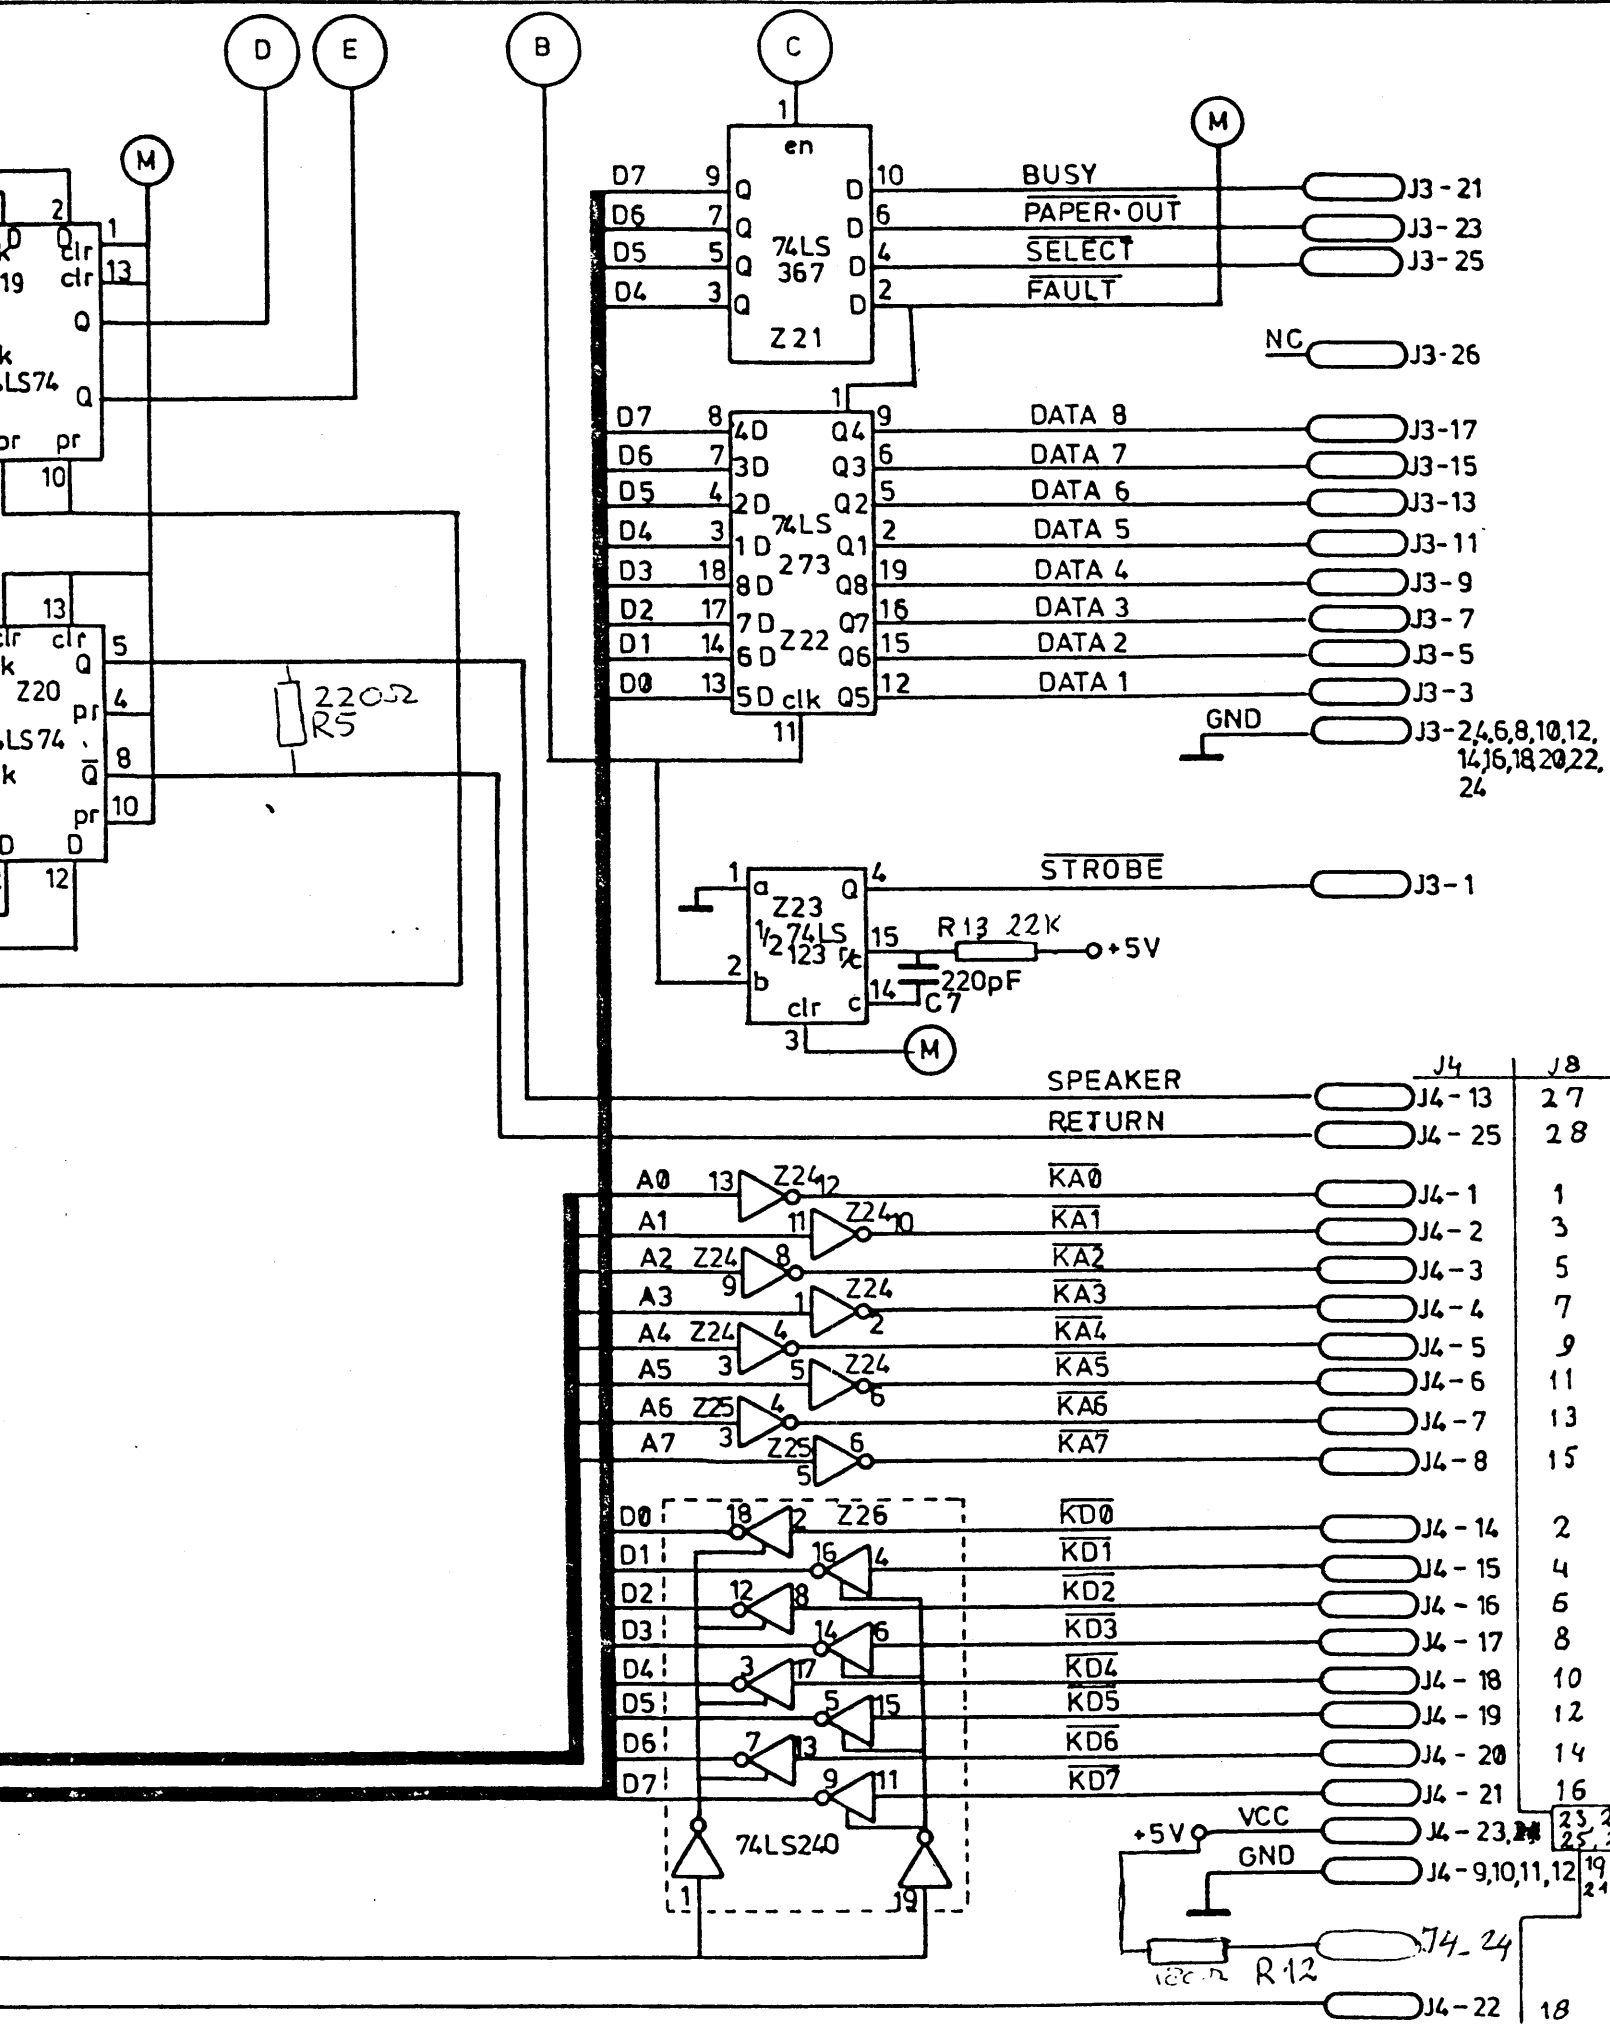 D E B C
M
1
en
M
D7 9 Q D 10 BUSY J3-21
D6 7 Q D 6 PAPER·OUT J3-23
D5 5 Q 74LS D 4 SELECT J3-25
D4 3 Q 367 D 2 FAULT
Z21
NC J3-26
2 1
D D clr
19 clr 13
Q
k
LS74
Q
pr pr
10
1
D7 8 4D Q4 9 DATA 8 J3-17
D6 7 3D Q3 6 DATA 7 J3-15
D5 4 2D Q2 5 DATA 6 J3-13
D4 3 1D 74LS Q1 2 DATA 5 J3-11
D3 18 8D 273 Q8 19 DATA 4 J3-9
D2 17 7D Q7 16 DATA 3 J3-7
D1 14 6D Z22 Q6 15 DATA 2 J3-5
D0 13 5D clk Q5 12 DATA 1 J3-3
11
GND J3-2,4,6,8,10,12,
14,16,18,20,22,
24
13
clr clr 5
k Q
Z20
pr 4
LS74
k Q 8
pr 10
D D
12
220Ω
R5
1 a Q 4 STROBE J3-1
Z23
1/2 74LS
123 r/c 15 R13 22K +5V
2 b
220pF
clr c 14 C7
3 M
J4 J8
SPEAKER J4-13 27
RETURN J4-25 28
A0 13 Z24 12 KA0 J4-1 1
A1 11 Z24 10 KA1 J4-2 3
A2 Z24 9 8 KA2 J4-3 5
A3 1 Z24 2 KA3 J4-4 7
A4 Z24 3 4 KA4 J4-5 9
A5 5 Z24 6 KA5 J4-6 11
A6 Z25 3 4 KA6 J4-7 13
A7 Z25 5 6 KA7 J4-8 15
D0 18 2 Z26 KD0 J4-14 2
D1 16 4 KD1 J4-15 4
D2 12 8 KD2 J4-16 6
D3 14 6 KD3 J4-17 8
D4 3 17 KD4 J4-18 10
D5 5 15 KD5 J4-19 12
D6 7 13 KD6 J4-20 14
D7 9 11 KD7 J4-21 16
74LS240
1 19
+5V VCC J4-23, 23,
25,
GND J4-9,10,11,12 19
21
R12 J4-24
J4-22 18